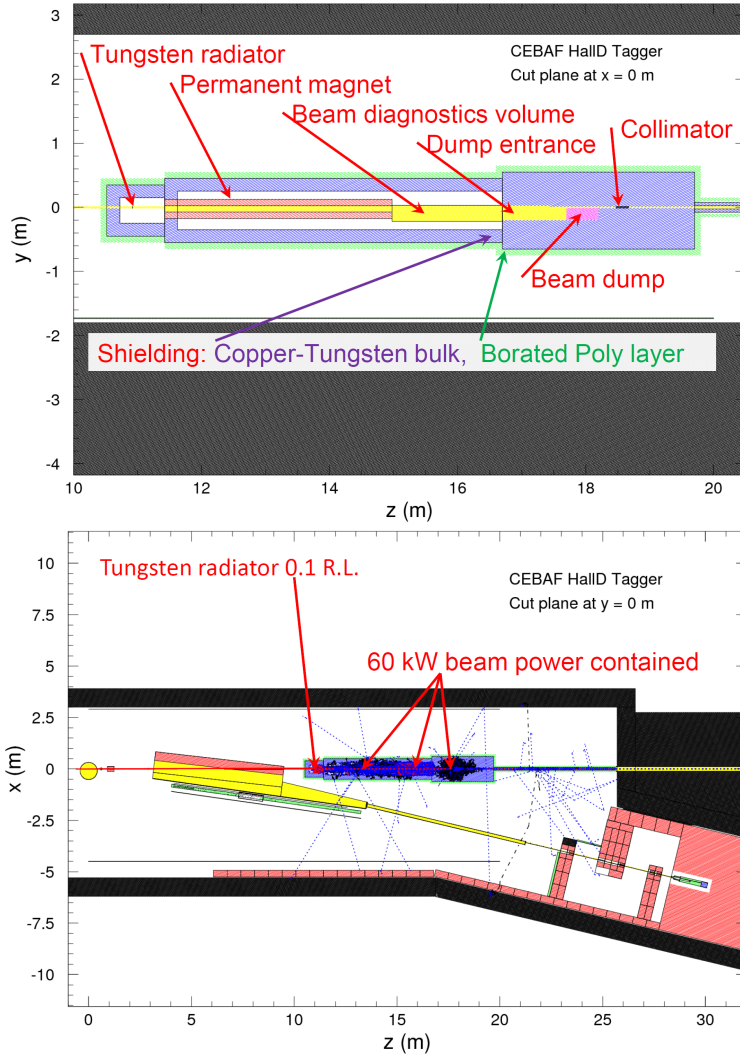 3
2
1
0
-1
-2
-3
-4
y (m)
CEBAF HallD Tagger
Cut plane at x = 0 m
Tungsten radiator
Permanent magnet
Beam diagnostics volume
Dump entrance
Collimator
Beam dump
Shielding: Copper-Tungsten bulk, Borated Poly layer
10 12 14 16 18 20
z (m)
10
7.5
5
2.5
0
-2.5
-5
-7.5
-10
x (m)
Tungsten radiator 0.1 R.L.
CEBAF HallD Tagger
Cut plane at y = 0 m
60 kW beam power contained
0 5 10 15 20 25 30
z (m)